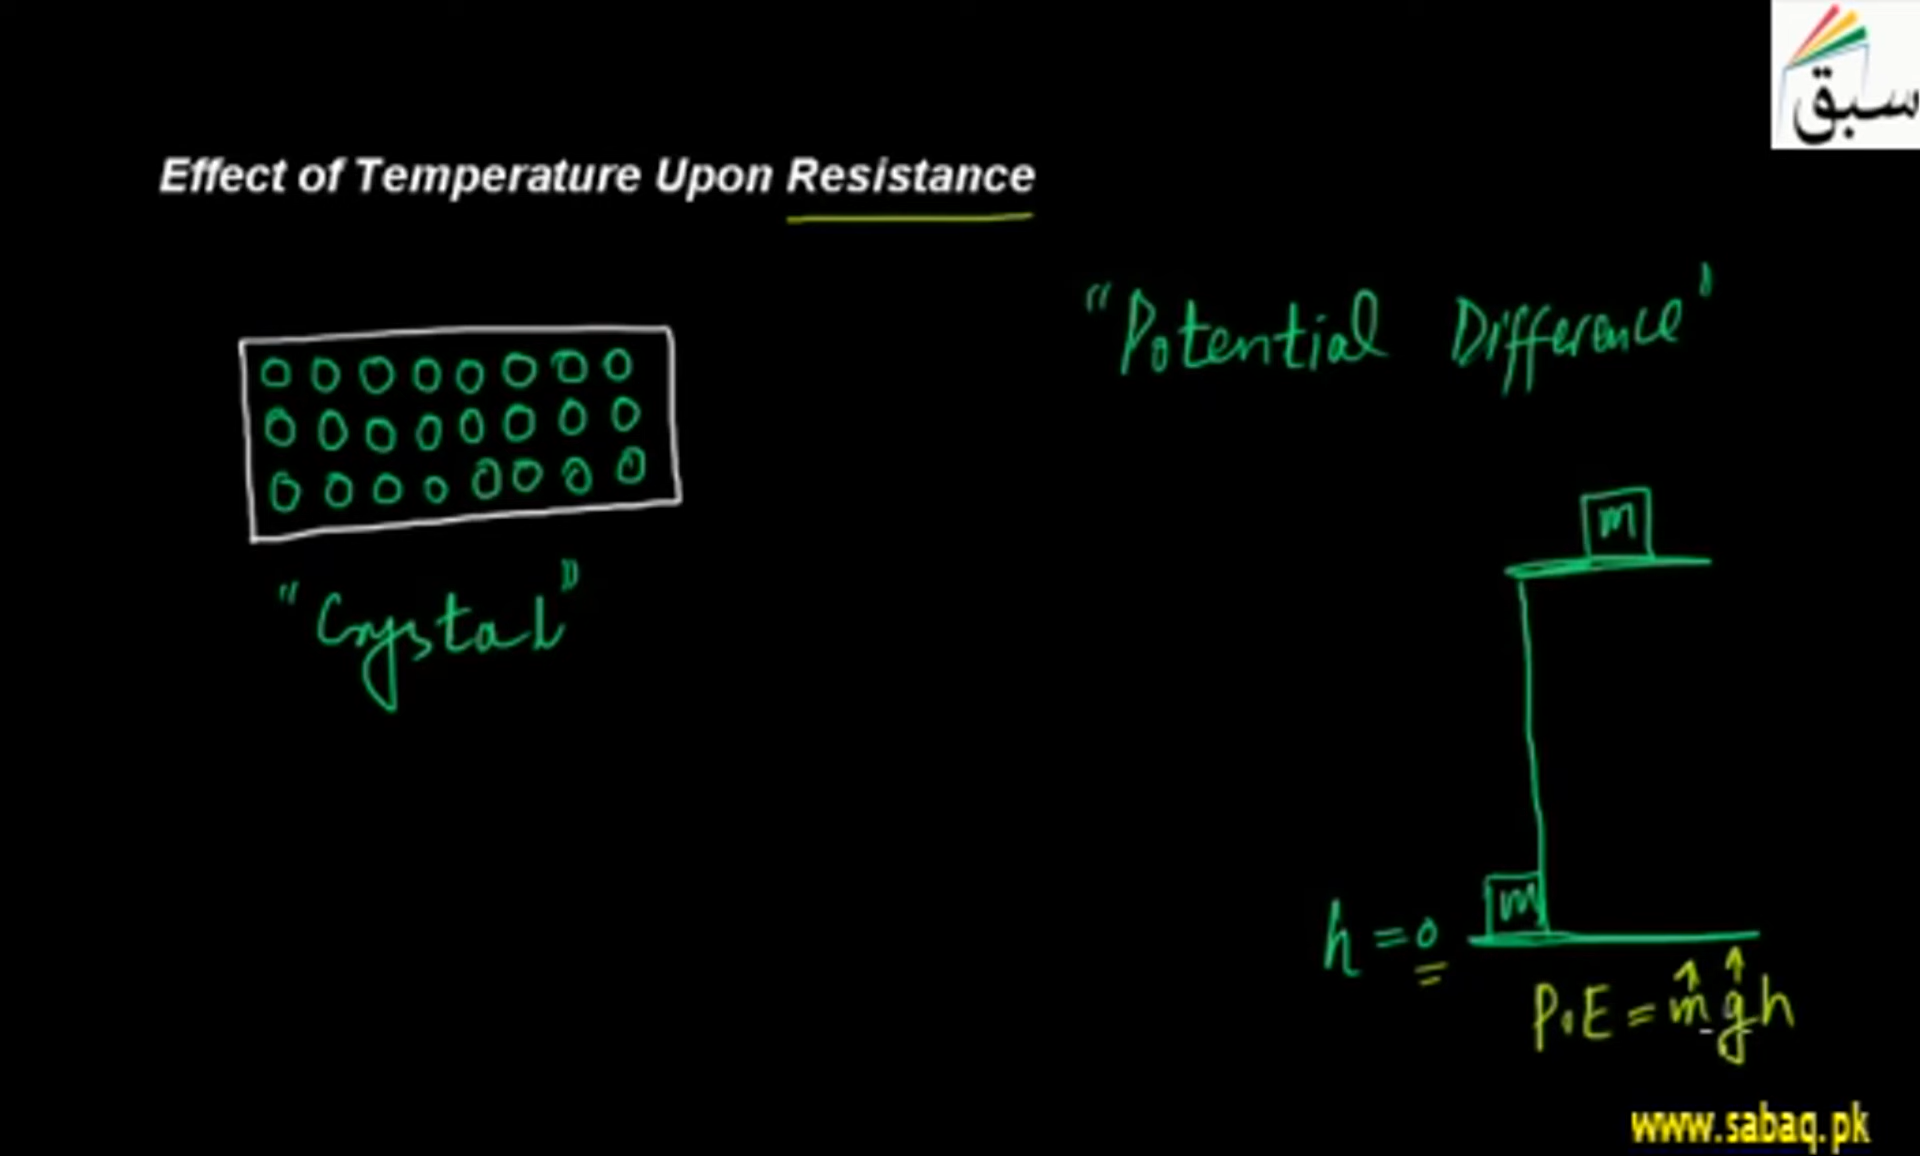 سبق
Effect of Temperature Upon Resistance
"Potential Difference"
"Crystal"
m
m
h = 0
P.E = mgh
www.sabaq.pk